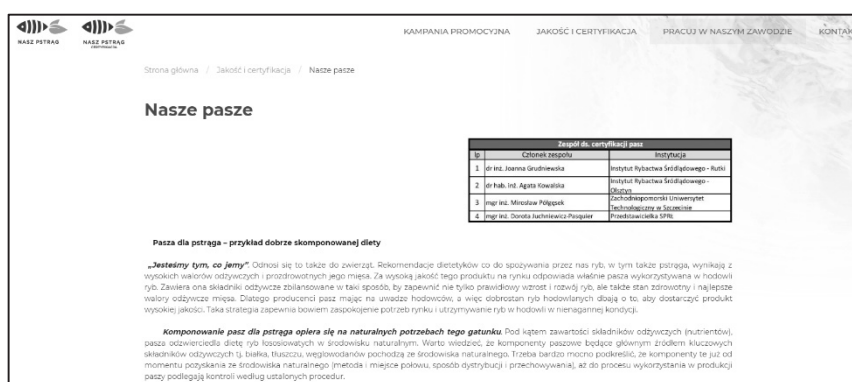 NASZ PSTRĄG
NASZ PSTRĄG
CERTYFIKACJA
KAMPANIA PROMOCYJNA JAKOŚĆ I CERTYFIKACJA PRACUJ W NASZYM ZAWODZIE KONTAK
Strona główna / Jakość i certyfikacja / Nasze pasze
Nasze pasze
Zespół ds. certyfikacji pasz
lp Członek zespołu Instytucja
1 dr inż. Joanna Grudniewska Instytut Rybactwa Śródlądowego - Rutki
2 dr hab. inż. Agata Kowalska Instytut Rybactwa Śródlądowego -
Olsztyn
3 mgr inż. Mirosław Półgęsek Zachodniopomorski Uniwersytet
Technologiczny w Szczecinie
4 mgr inż. Dorota Juchniewicz-Pasquier Przedstawicielka SPRŁ
Pasza dla pstrąga – przykład dobrze skomponowanej diety
„Jesteśmy tym, co jemy”. Odnosi się to także do zwierząt. Rekomendacje dietetyków co do spożywania przez nas ryb, w tym także pstrąga, wynikają z
wysokich walorów odżywczych i prozdrowotnych jego mięsa. Za wysoką jakość tego produktu na rynku odpowiada właśnie pasza wykorzystywana w hodowli
ryb. Zawiera ona składniki odżywcze zbilansowane w taki sposób, by zapewnić nie tylko prawidłowy wzrost i rozwój ryb, ale także stan zdrowotny i najlepsze
walory odżywcze mięsa. Dlatego producenci pasz mając na uwadze hodowców, a więc dobrostan ryb hodowlanych dbają o to, aby dostarczyć produkt
wysokiej jakości. Taka strategia zapewnia bowiem zaspokojenie potrzeb rynku i utrzymywanie ryb w hodowli w nienagannej kondycji.
Komponowanie pasz dla pstrąga opiera się na naturalnych potrzebach tego gatunku. Pod kątem zawartości składników odżywczych (nutrientów),
pasza odzwierciedla dietę ryb łososiowatych w środowisku naturalnym. Warto wiedzieć, że komponenty paszowe będące głównym źródłem kluczowych
składników odżywczych tj. białka, tłuszczu, węglowodanów pochodzą ze środowiska naturalnego. Trzeba bardzo mocno podkreślić, że komponenty te już od
momentu pozyskania ze środowiska naturalnego (metoda i miejsce połowu, sposób dystrybucji i przechowywania), aż do procesu wykorzystania w produkcji
paszy podlegają kontroli według ustalonych procedur.